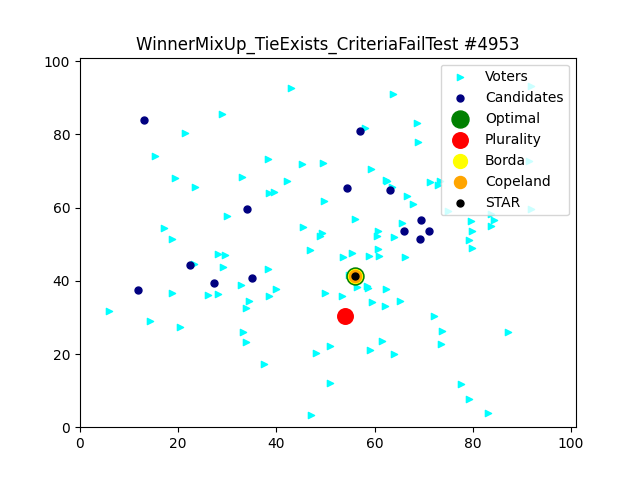 WinnerMixUp_TieExists_CriteriaFailTest #4953
100
80
60
40
20
0
0 20 40 60 80 100
Voters
Candidates
Optimal
Plurality
Borda
Copeland
STAR